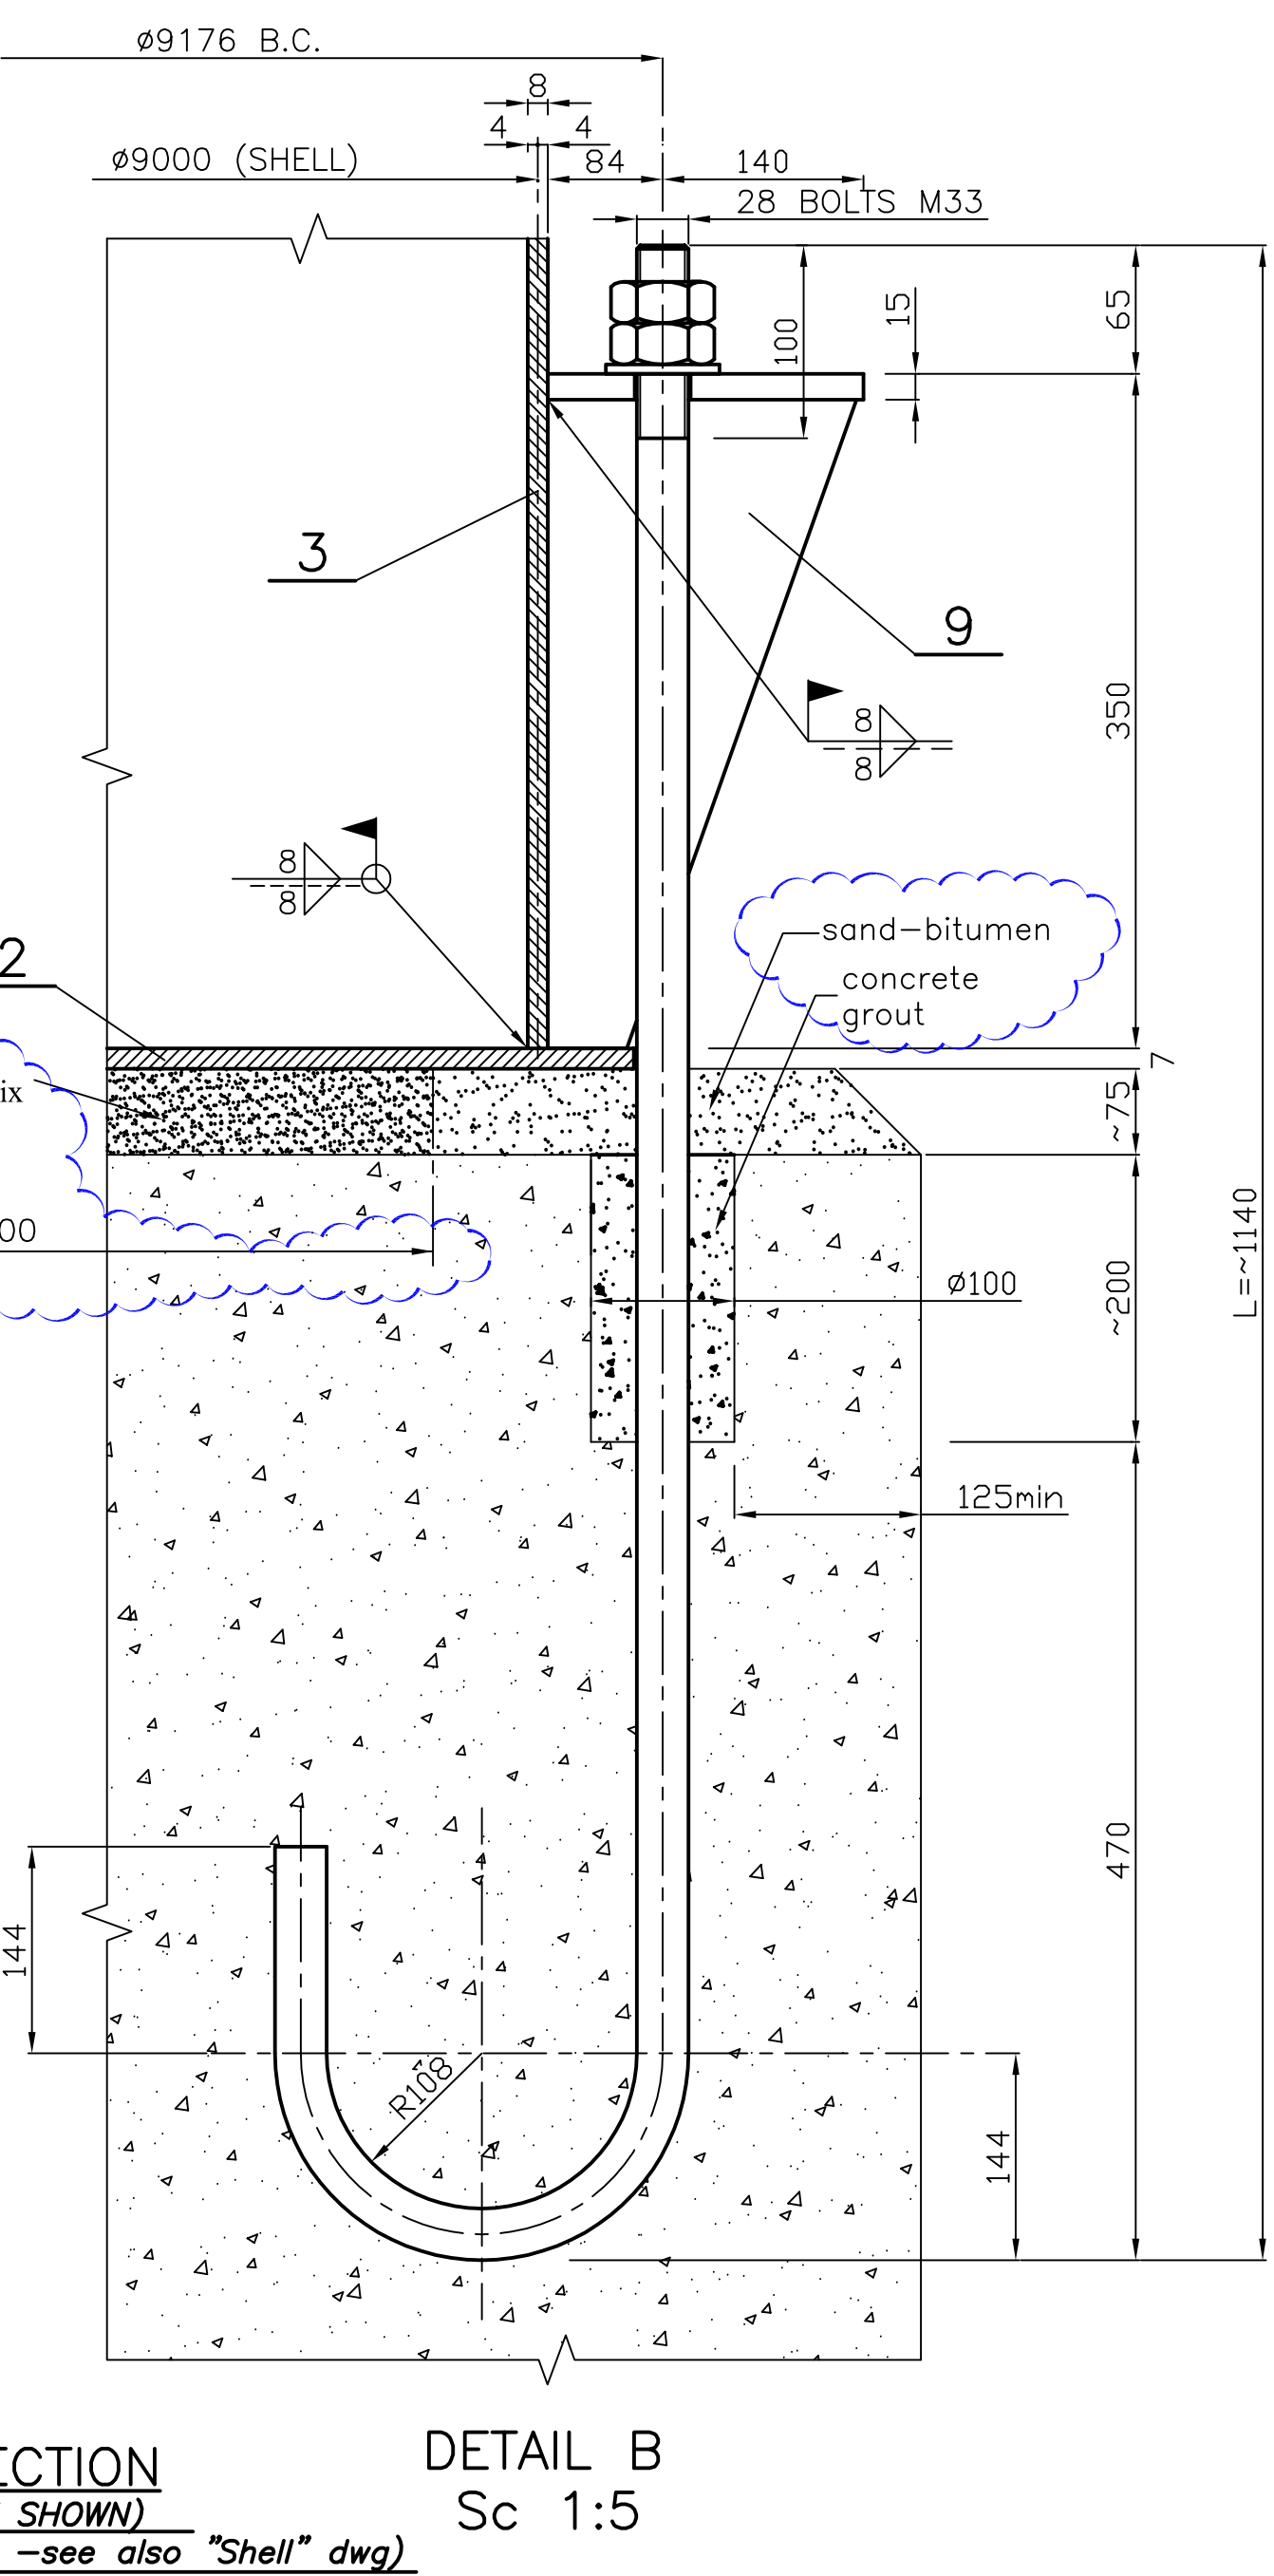 ø9176 B.C.
8
4 4
ø9000 (SHELL)
84 140
28 BOLTS M33
100
15
65
3
9
350
8
8
8
8
2
sand-bitumen
concrete
grout
7
ix
~75
00
~200
L=~1140
ø100
125min
470
144
R108
144
DETAIL B
Sc 1:5
ECTION
SHOWN)
-see also "Shell" dwg)